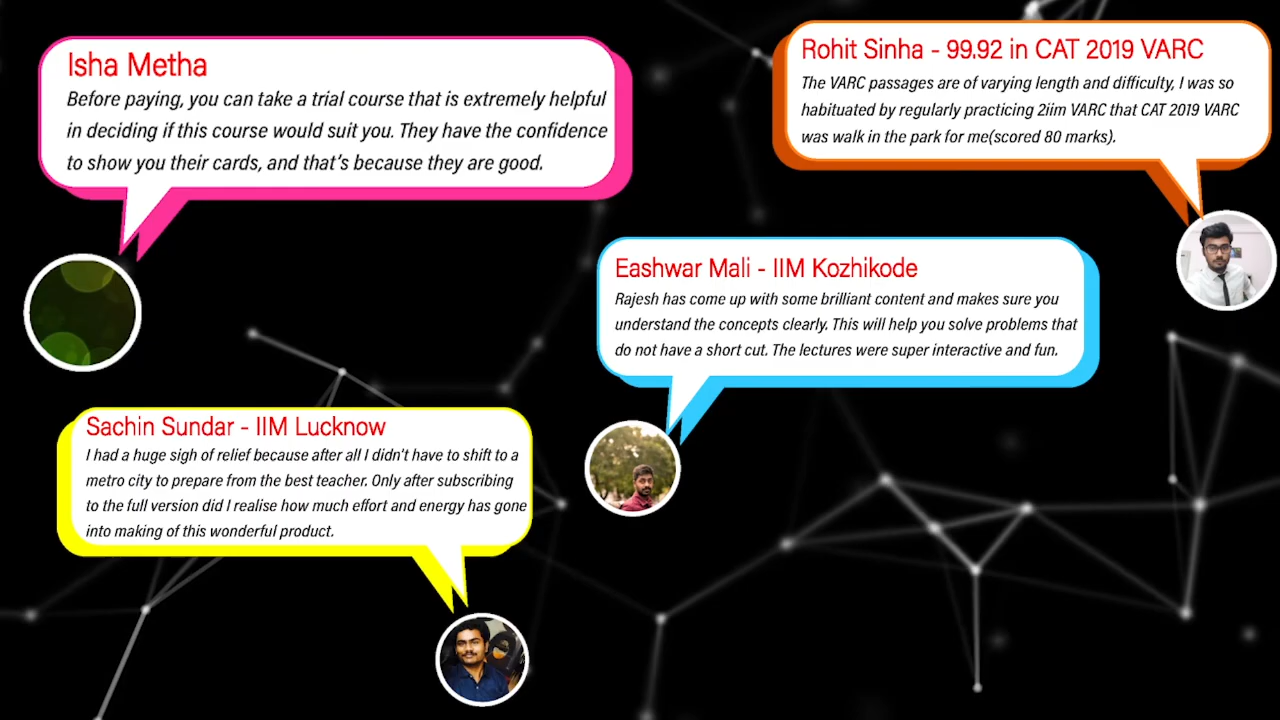 Isha Metha
Before paying, you can take a trial course that is extremely helpful
in deciding if this course would suit you. They have the confidence
to show you their cards, and that's because they are good.
Rohit Sinha - 99.92 in CAT 2019 VARC
The VARC passages are of varying length and difficulty, I was so
habituated by regularly practicing 2iim VARC that CAT 2019 VARC
was walk in the park for me(scored 80 marks).
Eashwar Mali - IIM Kozhikode
Rajesh has come up with some brilliant content and makes sure you
understand the concepts clearly. This will help you solve problems that
do not have a short cut. The lectures were super interactive and fun.
Sachin Sundar - IIM Lucknow
I had a huge sigh of relief because after all I didn't have to shift to a
metro city to prepare from the best teacher. Only after subscribing
to the full version did I realise how much effort and energy has gone
into making of this wonderful product.